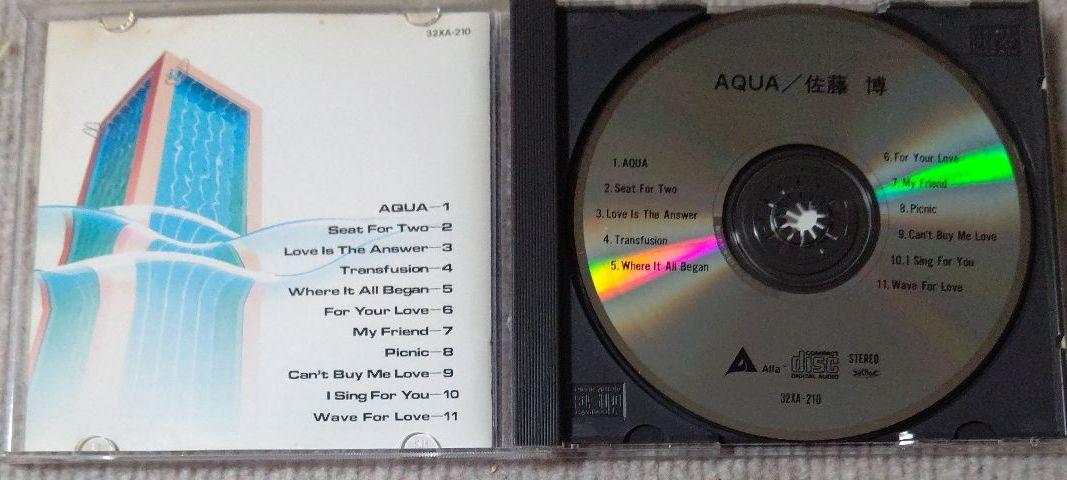 32XA-210
AQUA—1
Seat For Two—2
Love Is The Answer—3
Transfusion—4
Where It All Began—5
For Your Love—6
My Friend—7
Picnic—8
Can't Buy Me Love—9
I Sing For You—10
Wave For Love—11
AQUA／佐藤 博
1. AQUA
2. Seat For Two
3. Love Is The Answer
4. Transfusion
5. Where It All Began
6. For Your Love
7. My Friend
8. Picnic
9. Can't Buy Me Love
10. I Sing For You
11. Wave For Love
Alfa
COMPACT
disc
DIGITAL AUDIO
STEREO
32XA-210